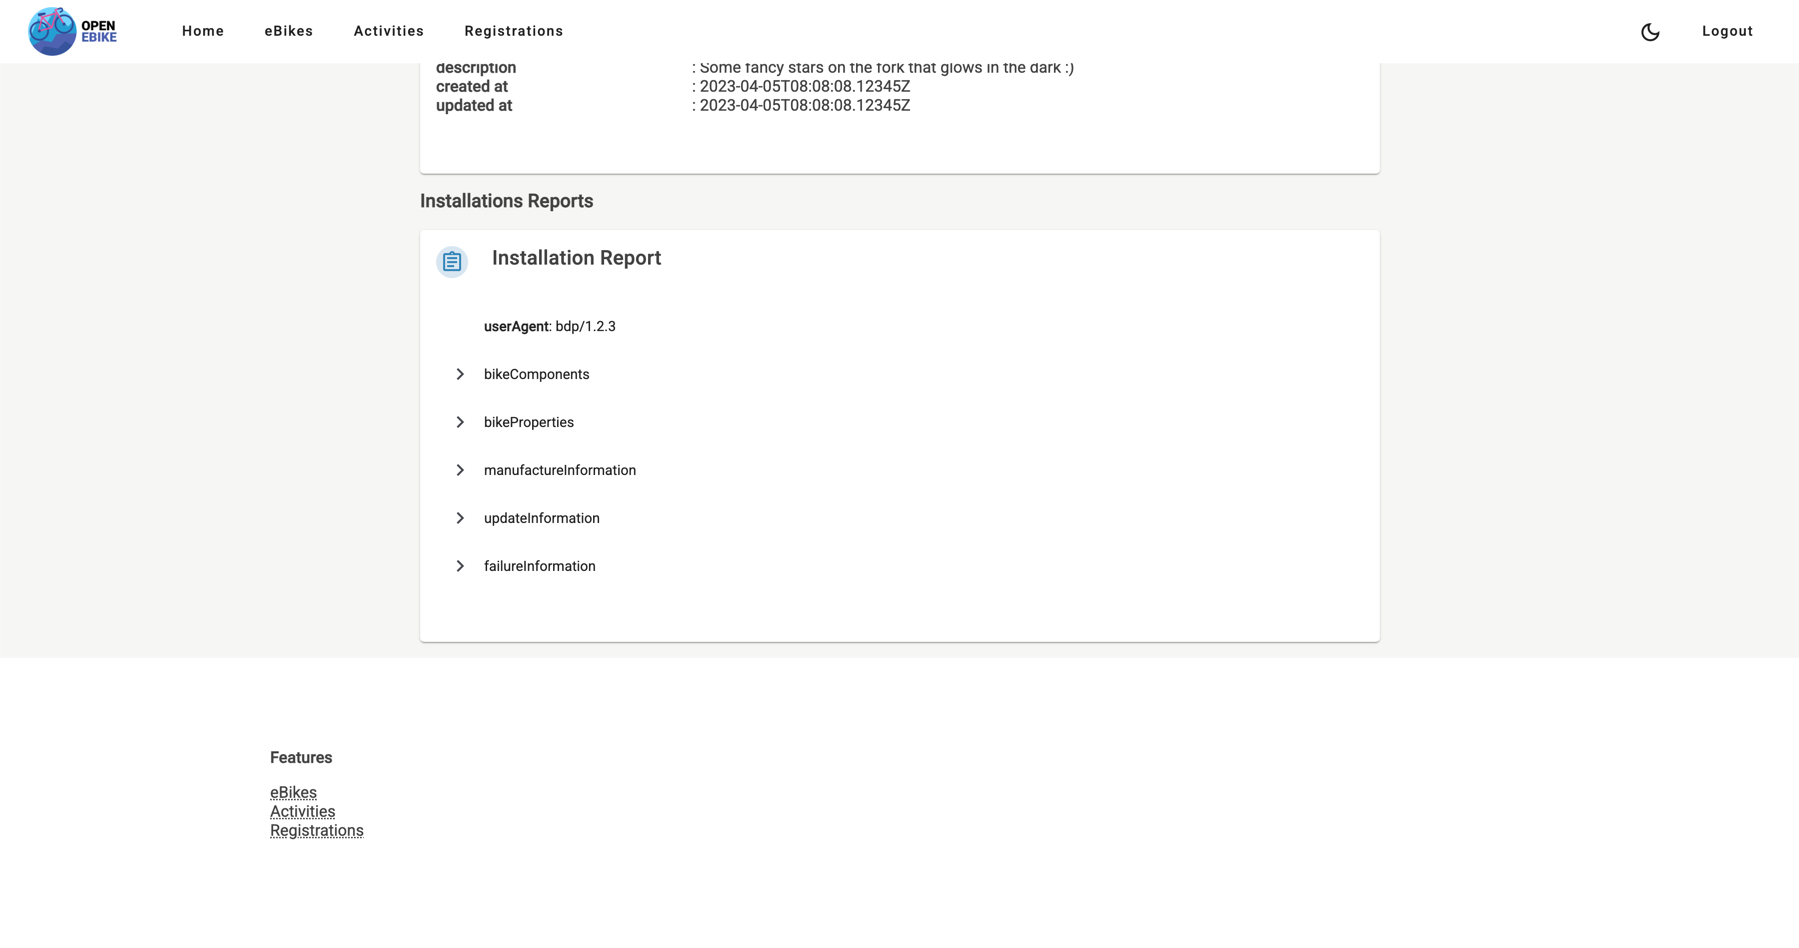 OPEN
EBIKE
Home
eBikes
Activities
Registrations
Logout
description : Some fancy stars on the fork that glows in the dark :)
created at : 2023-04-05T08:08:08.12345Z
updated at : 2023-04-05T08:08:08.12345Z
Installations Reports
Installation Report
userAgent: bdp/1.2.3
bikeComponents
bikeProperties
manufactureInformation
updateInformation
failureInformation
Features
eBikes
Activities
Registrations